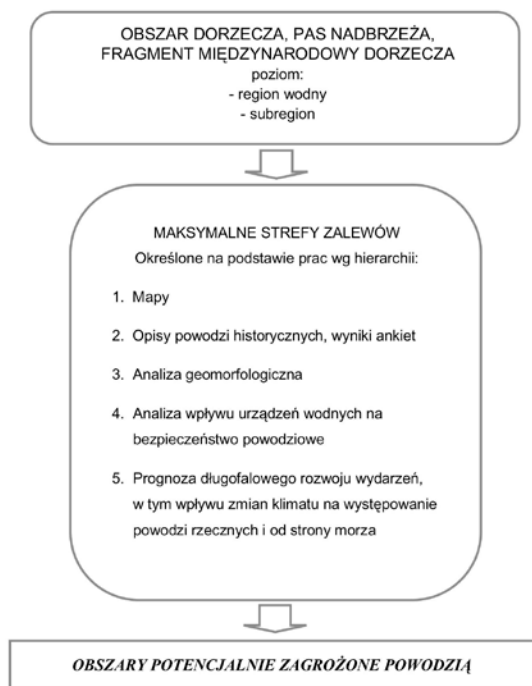 OBSZAR DORZECZA, PAS NADBRZEŻA,
FRAGMENT MIĘDZYNARODOWY DORZECZA
poziom:
- region wodny
- subregion
MAKSYMALNE STREFY ZALEWÓW
Określone na podstawie prac wg hierarchii:
1. Mapy
2. Opisy powodzi historycznych, wyniki ankiet
3. Analiza geomorfologiczna
4. Analiza wpływu urządzeń wodnych na
bezpieczeństwo powodziowe
5. Prognoza długofalowego rozwoju wydarzeń,
w tym wpływu zmian klimatu na występowanie
powodzi rzecznych i od strony morza
OBSZARY POTENCJALNIE ZAGROŻONE POWODZIĄ